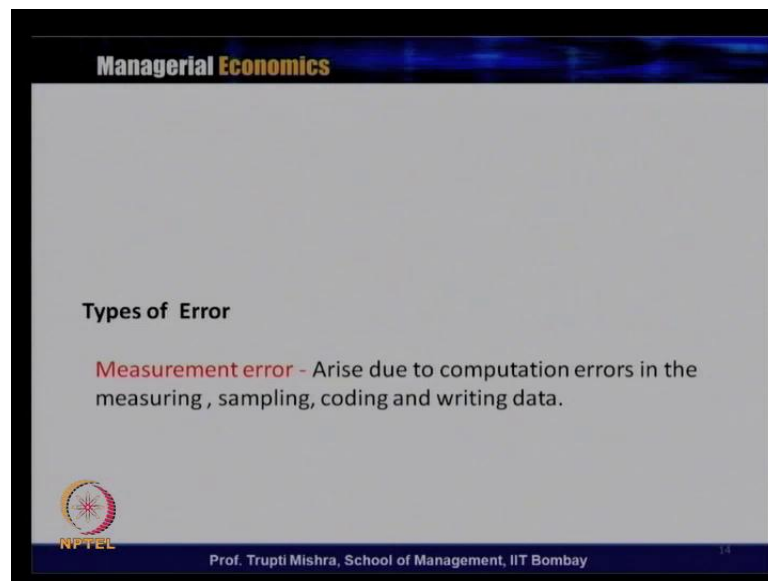 Managerial Economics
Types of Error
Measurement error - Arise due to computation errors in the
measuring , sampling, coding and writing data.
NPTEL
Prof. Trupti Mishra, School of Management, IIT Bombay
14